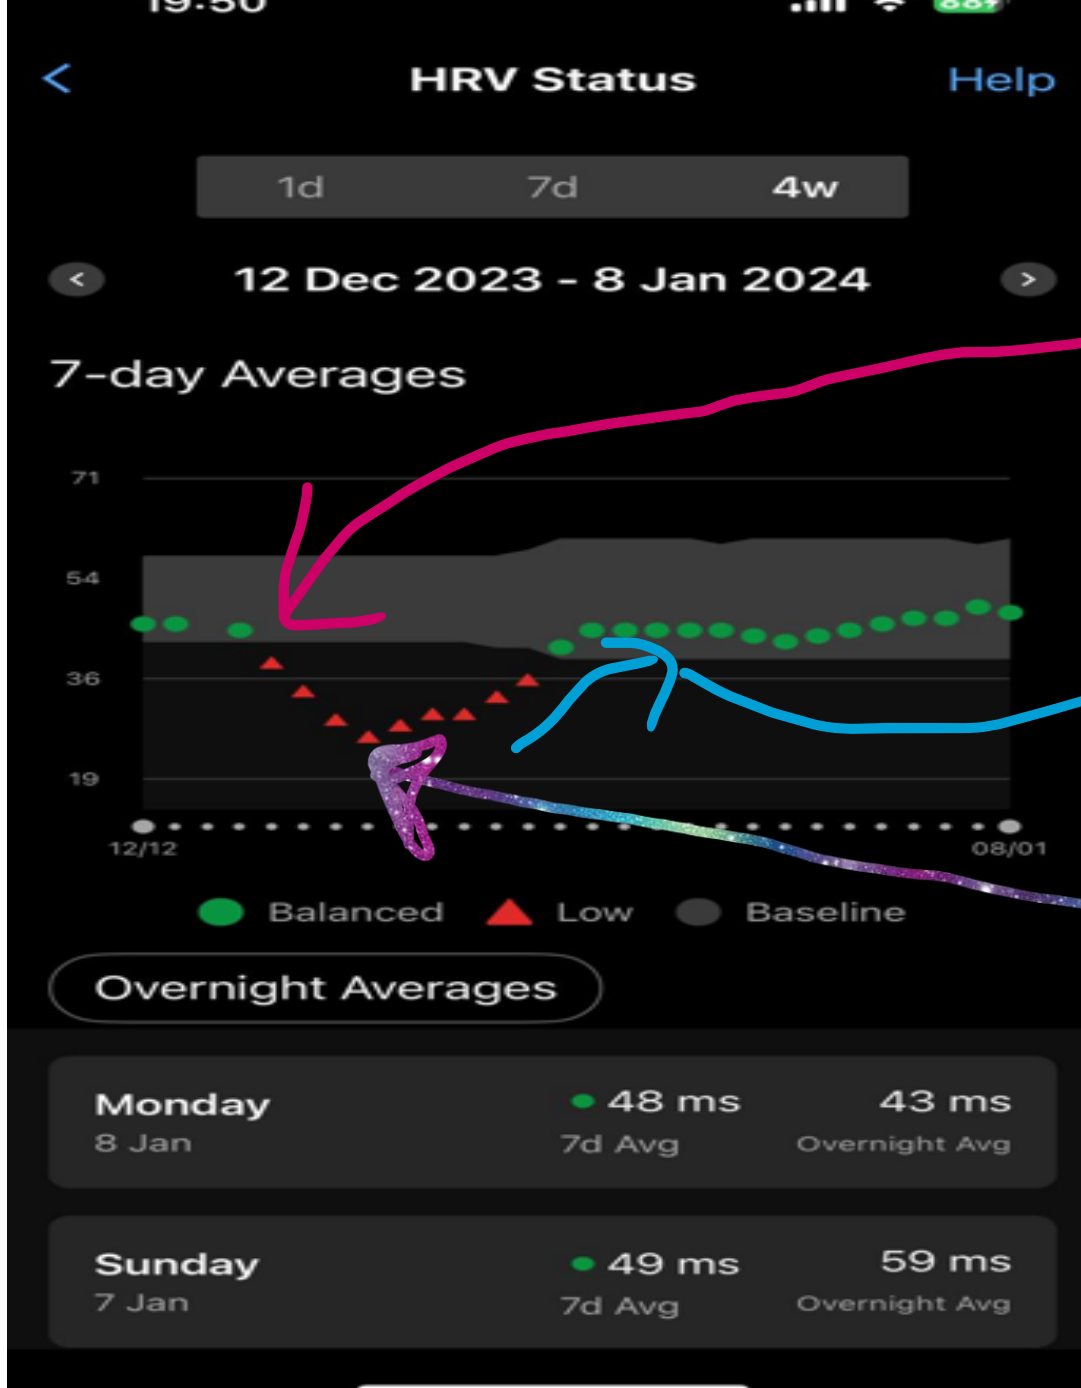 19:50
HRV Status
Help
1d 7d 4w
12 Dec 2023 - 8 Jan 2024
7-day Averages
71
54
36
19
12/12 08/01
Balanced Low Baseline
Overnight Averages
Monday 48 ms 43 ms
8 Jan 7d Avg Overnight Avg
Sunday 49 ms 59 ms
7 Jan 7d Avg Overnight Avg